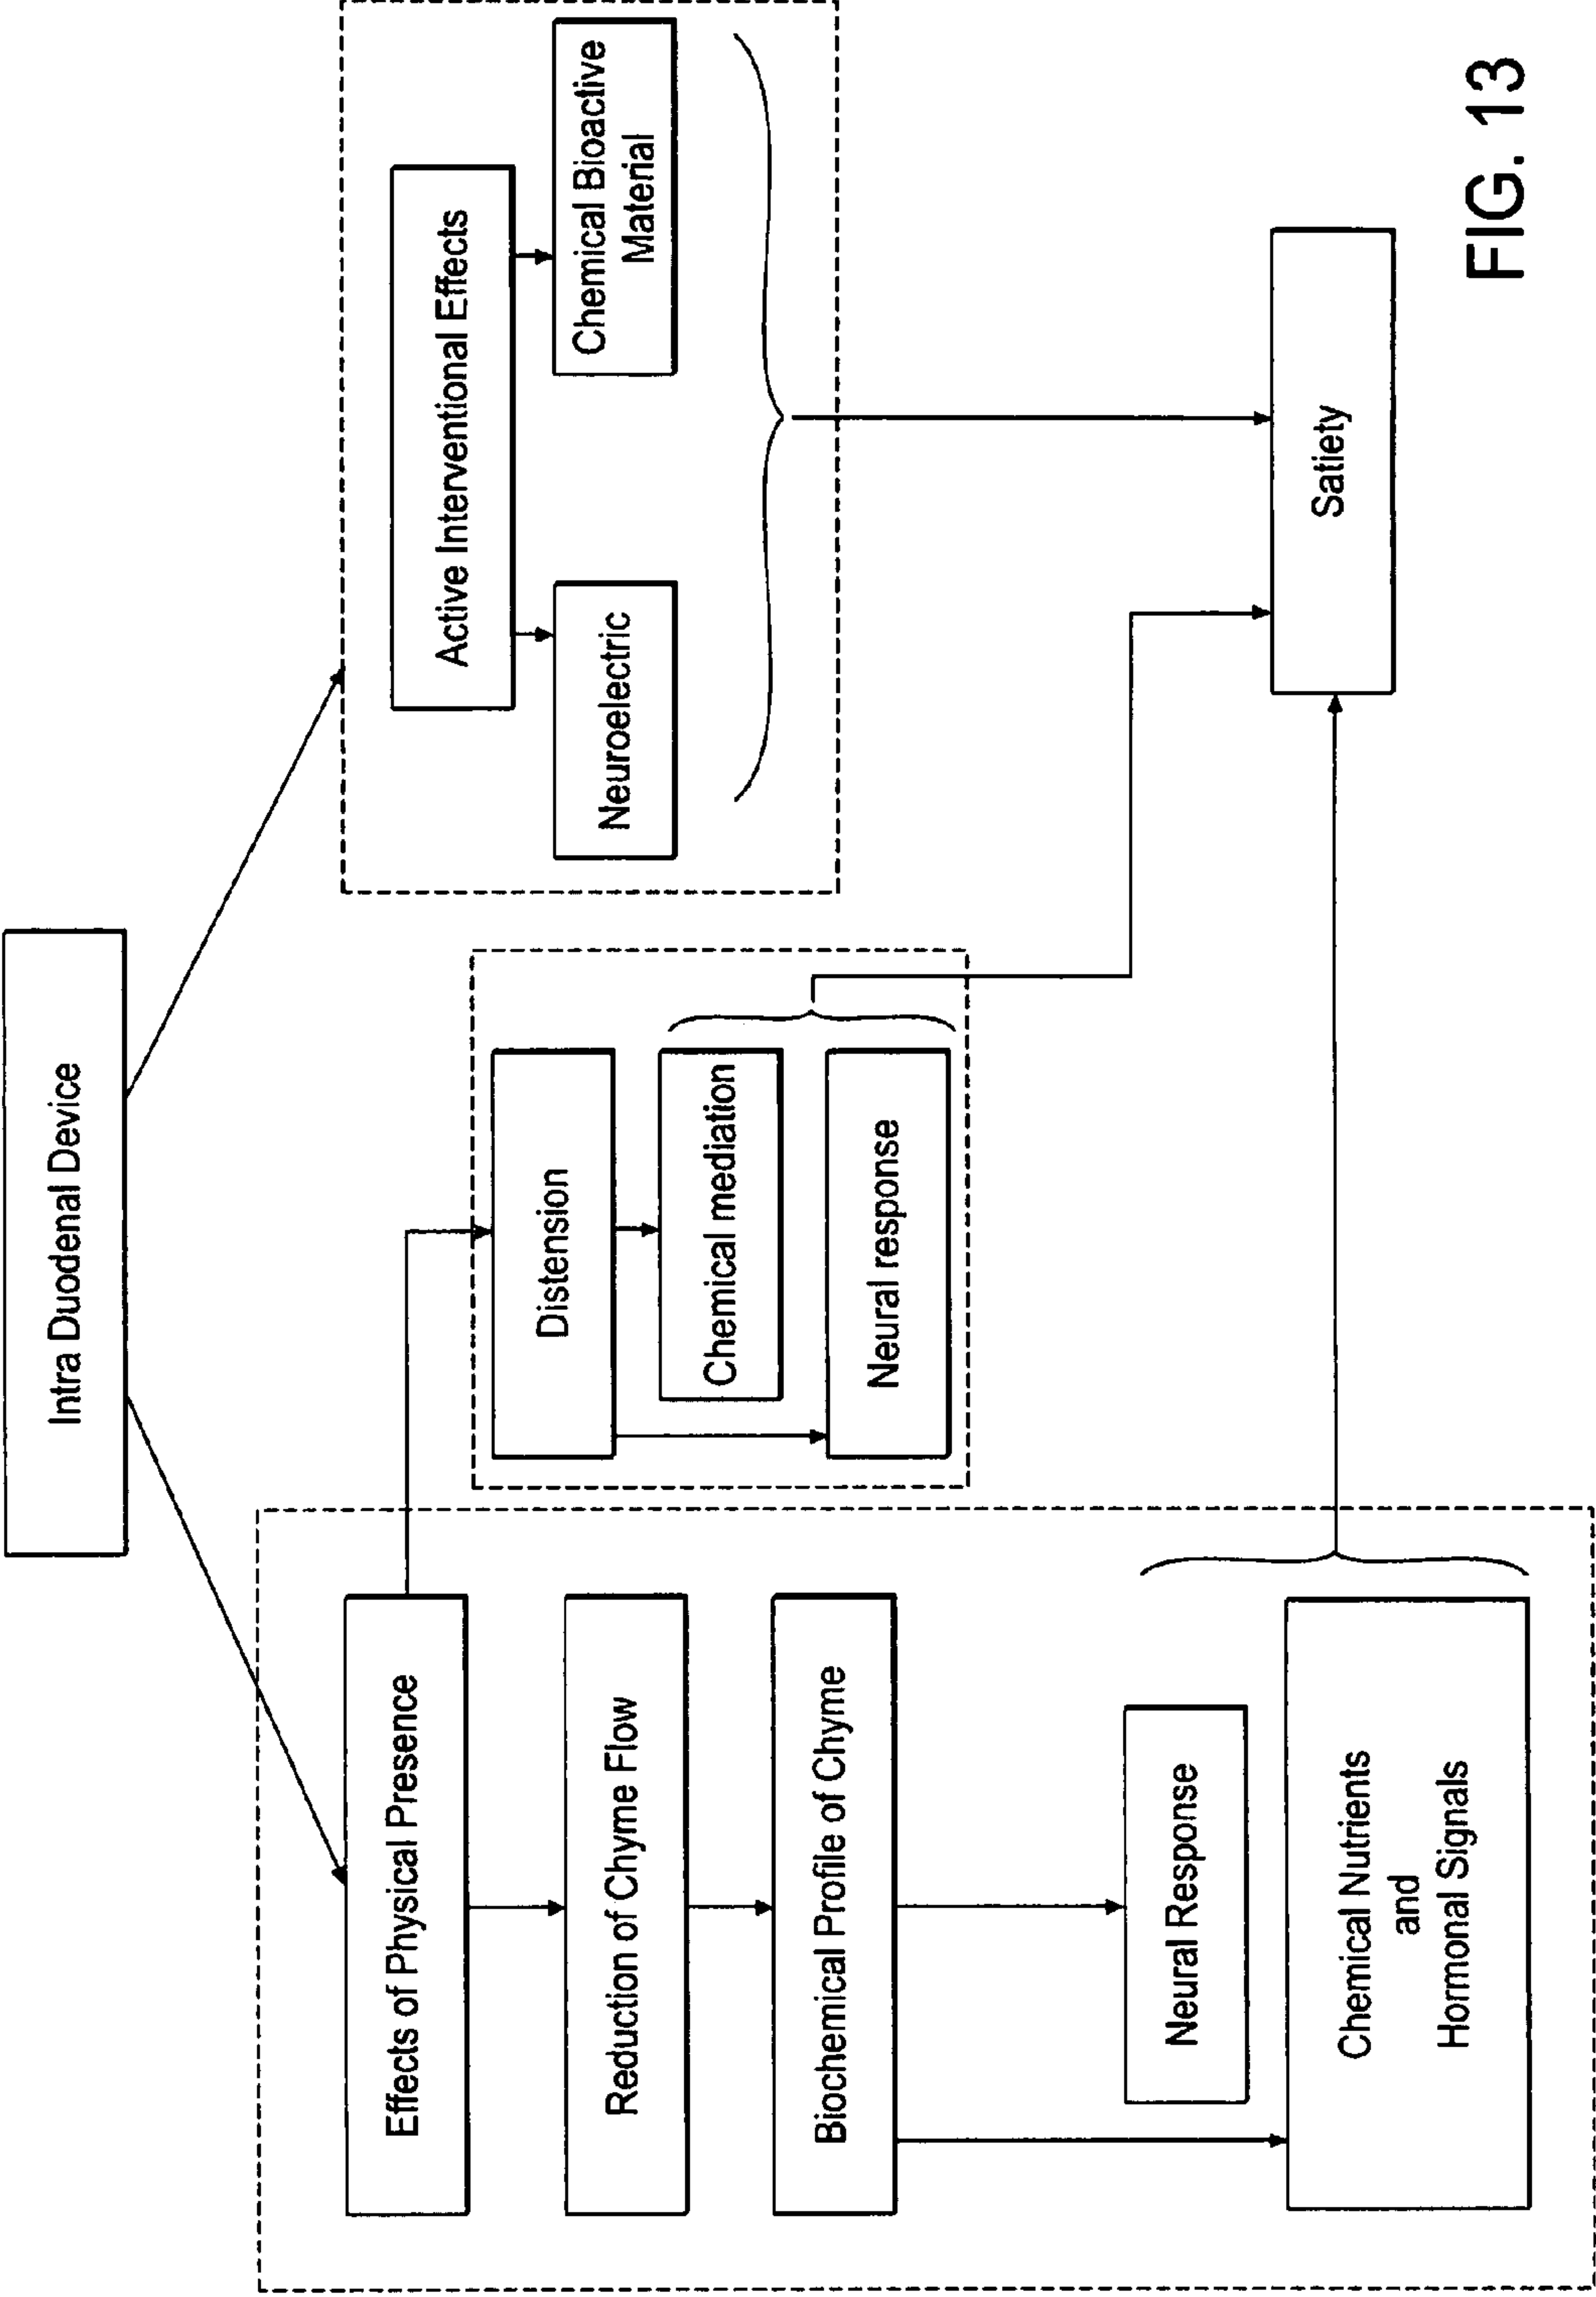 Intra Duodenal Device
Effects of Physical Presence
Reduction of Chyme Flow
Biochemical Profile of Chyme
Neural Response
Chemical Nutrients
and
Hormonal Signals
Distension
Chemical mediation
Neural response
Active Interventional Effects
Neuroelectric
Chemical Bioactive
Material
Satiety
FIG. 13